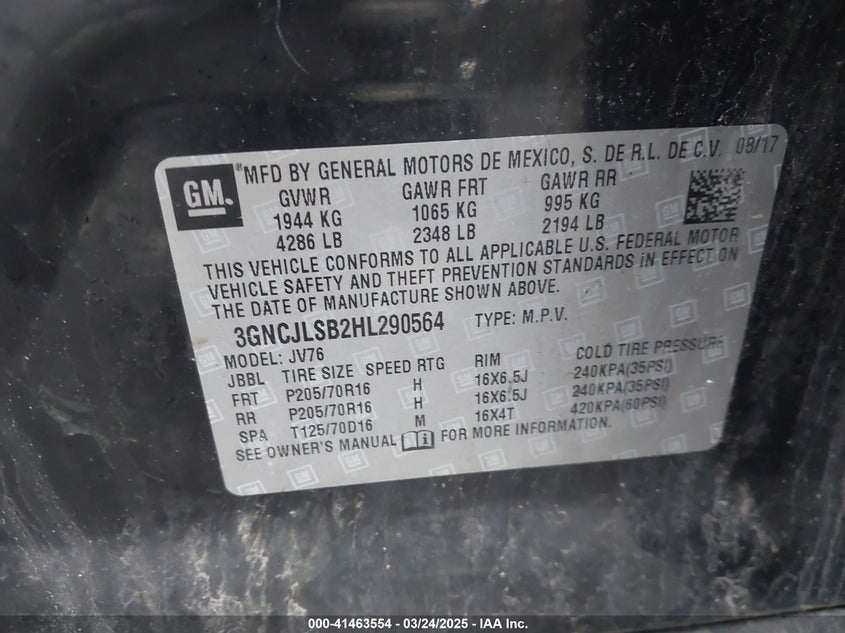 GM.
®MFD BY GENERAL MOTORS DE MEXICO, S. DE R.L. DE C.V. 08/17
GVWR GAWR FRT GAWR RR
1944 KG 1065 KG 995 KG
4286 LB 2348 LB 2194 LB
THIS VEHICLE CONFORMS TO ALL APPLICABLE U.S. FEDERAL MOTOR
VEHICLE SAFETY AND THEFT PREVENTION STANDARDS IN EFFECT ON
THE DATE OF MANUFACTURE SHOWN ABOVE.
3GNCJLSB2HL290564 TYPE: M.P.V.
MODEL: JV76
JBBL TIRE SIZE SPEED RTG RIM COLD TIRE PRESSURE
FRT P205/70R16 H 16X6.5J 240KPA(35PSI)
RR P205/70R16 H 16X6.5J 240KPA(35PSI)
SPA T125/70D16 M 16X4T 420KPA(60PSI)
SEE OWNER'S MANUAL FOR MORE INFORMATION.
000-41463554 - 03/24/2025 - IAA Inc.